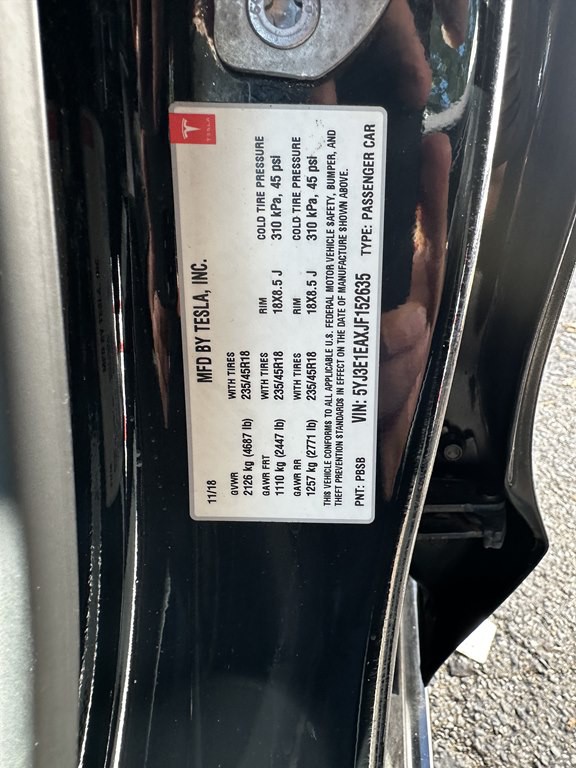 TESLA
MFD BY TESLA, INC.
11/18
GVWR WITH TIRES RIM COLD TIRE PRESSURE
2126 kg (4687 lb) 235/45R18
GAWR FRT WITH TIRES RIM COLD TIRE PRESSURE
1110 kg (2447 lb) 235/45R18 18X8.5 J 310 kPa, 45 psi
GAWR RR WITH TIRES RIM COLD TIRE PRESSURE
1257 kg (2771 lb) 235/45R18 18X8.5 J 310 kPa, 45 psi
THIS VEHICLE CONFORMS TO ALL APPLICABLE U.S. FEDERAL MOTOR VEHICLE SAFETY, BUMPER, AND
THEFT PREVENTION STANDARDS IN EFFECT ON THE DATE OF MANUFACTURE SHOWN ABOVE.
PNT: PBSB VIN: 5YJ3E1EAXJF152635 TYPE: PASSENGER CAR